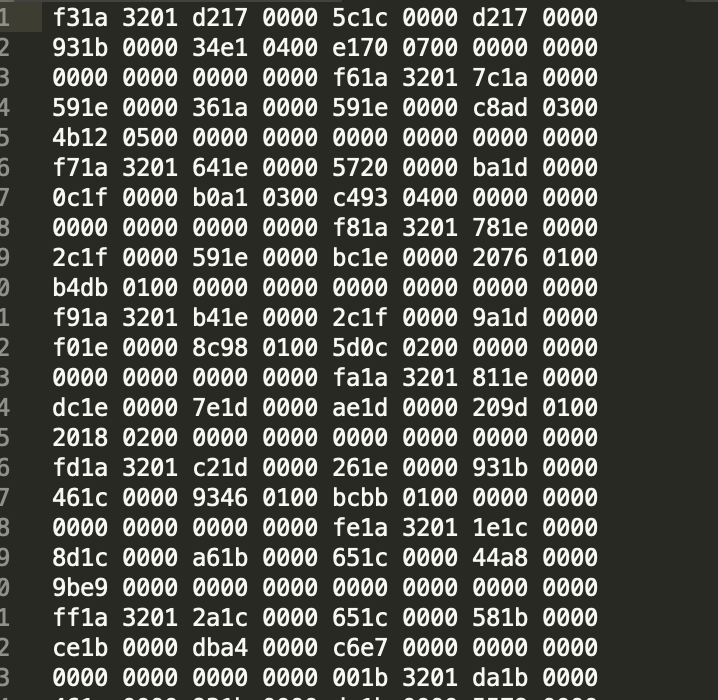 1 f31a 3201 d217 0000 5c1c 0000 d217 0000
2 931b 0000 34e1 0400 e170 0700 0000 0000
3 0000 0000 0000 0000 f61a 3201 7c1a 0000
4 591e 0000 361a 0000 591e 0000 c8ad 0300
5 4b12 0500 0000 0000 0000 0000 0000 0000
6 f71a 3201 641e 0000 5720 0000 ba1d 0000
7 0c1f 0000 b0a1 0300 c493 0400 0000 0000
8 0000 0000 0000 0000 f81a 3201 781e 0000
9 2c1f 0000 591e 0000 bc1e 0000 2076 0100
0 b4db 0100 0000 0000 0000 0000 0000 0000
1 f91a 3201 b41e 0000 2c1f 0000 9a1d 0000
2 f01e 0000 8c98 0100 5d0c 0200 0000 0000
3 0000 0000 0000 0000 fa1a 3201 811e 0000
4 dc1e 0000 7e1d 0000 ae1d 0000 209d 0100
5 2018 0200 0000 0000 0000 0000 0000 0000
6 fd1a 3201 c21d 0000 261e 0000 931b 0000
7 461c 0000 9346 0100 bcbb 0100 0000 0000
8 0000 0000 0000 0000 fe1a 3201 1e1c 0000
9 8d1c 0000 a61b 0000 651c 0000 44a8 0000
0 9be9 0000 0000 0000 0000 0000 0000 0000
1 ff1a 3201 2a1c 0000 651c 0000 581b 0000
2 ce1b 0000 dba4 0000 c6e7 0000 0000 0000
3 0000 0000 0000 0000 001b 3201 da1b 0000